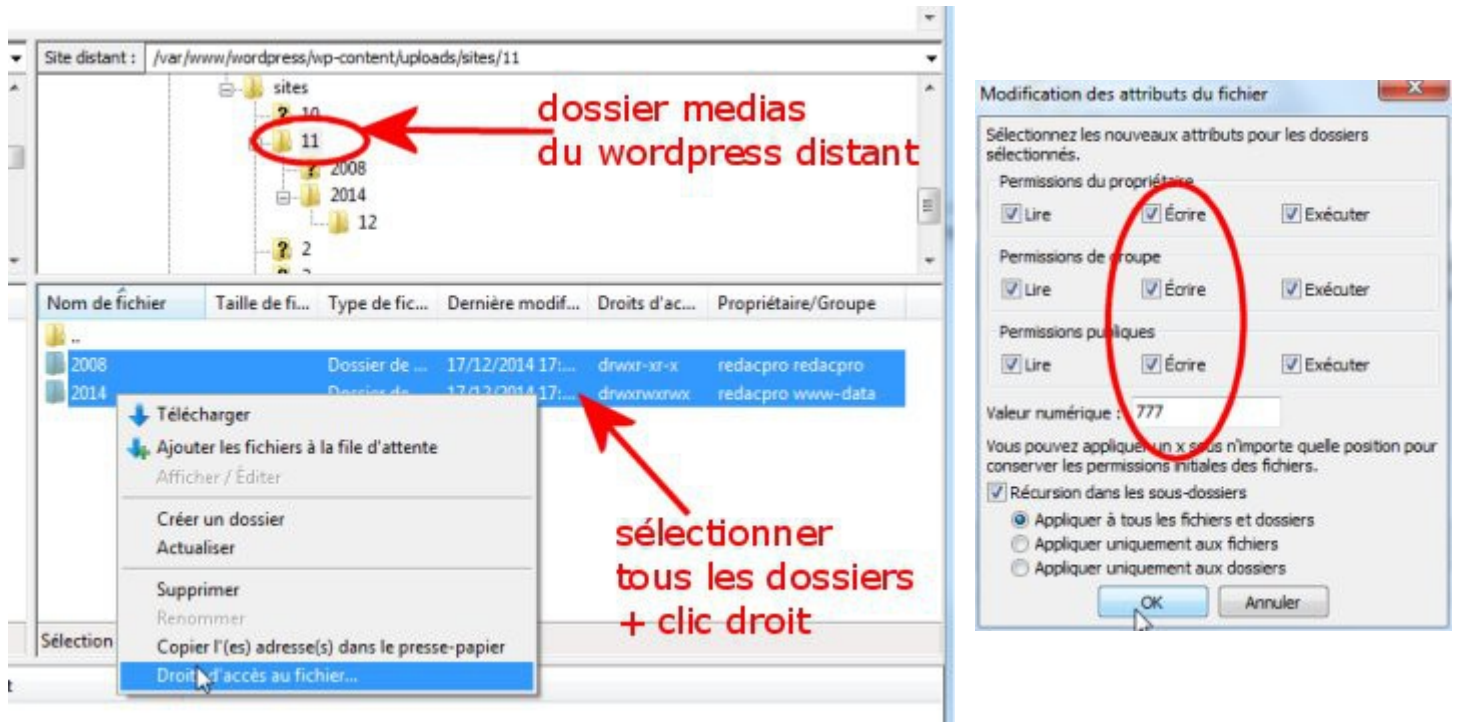 Site distant : /var/www/wordpress/wp-content/uploads/sites/11
sites
10
11
2008
2014
12
2
dossier medias
du wordpress distant
Nom de fichier Taille de fi... Type de fic... Dernière modif... Droits d'ac... Propriétaire/Groupe
..
2008 Dossier de ... 17/12/2014 17:... drwxr-xr-x redacpro redacpro
2014 Dossier de ... 17/12/2014 17:... drwxrwxrwx redacpro www-data
Télécharger
Ajouter les fichiers à la file d'attente
Afficher / Éditer
Créer un dossier
Actualiser
Supprimer
Renommer
Copier l'(es) adresse(s) dans le presse-papier
Droits d'accès au fichier...
Sélection
sélectionner
tous les dossiers
+ clic droit
Modification des attributs du fichier
Sélectionnez les nouveaux attributs pour les dossiers
sélectionnés.
Permissions du propriétaire
Lire Écrire Exécuter
Permissions de groupe
Lire Écrire Exécuter
Permissions publiques
Lire Écrire Exécuter
Valeur numérique : 777
Vous pouvez appliquer un x sous n'importe quelle position pour
conserver les permissions initiales des fichiers.
Récursion dans les sous-dossiers
Appliquer à tous les fichiers et dossiers
Appliquer uniquement aux fichiers
Appliquer uniquement aux dossiers
OK Annuler